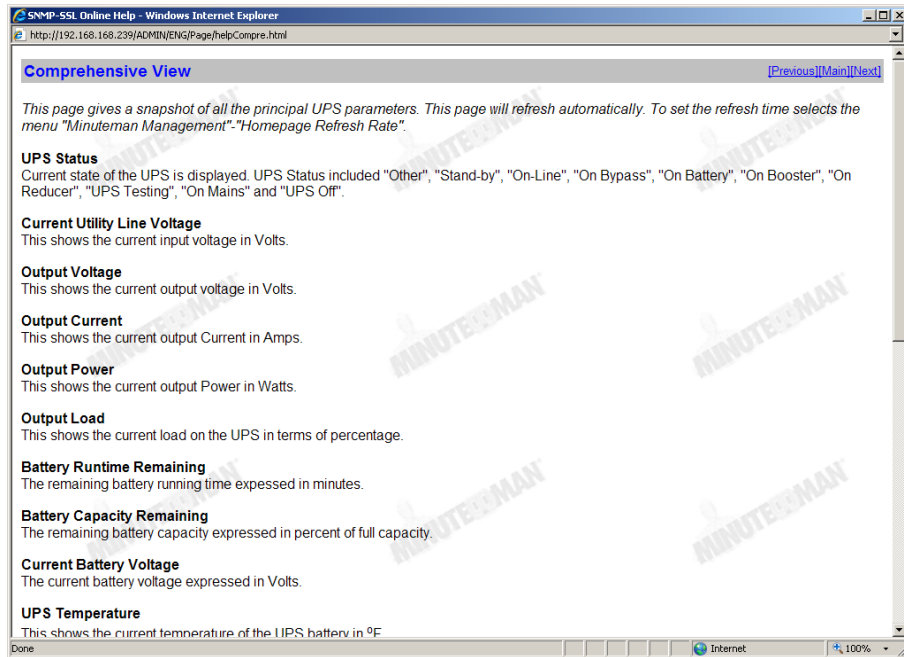 SNMP-SSL Online Help - Windows Internet Explorer
http://192.168.168.239/ADMIN/ENG/Page/helpCompre.html
Comprehensive View
[Previous][Main][Next]
This page gives a snapshot of all the principal UPS parameters. This page will refresh automatically. To set the refresh time selects the
menu "Minuteman Management"-"Homepage Refresh Rate".
UPS Status
Current state of the UPS is displayed. UPS Status included "Other", "Stand-by", "On-Line", "On Bypass", "On Battery", "On Booster", "On
Reducer", "UPS Testing", "On Mains" and "UPS Off".
Current Utility Line Voltage
This shows the current input voltage in Volts.
Output Voltage
This shows the current output voltage in Volts.
Output Current
This shows the current output Current in Amps.
Output Power
This shows the current output Power in Watts.
Output Load
This shows the current load on the UPS in terms of percentage.
Battery Runtime Remaining
The remaining battery running time expessed in minutes.
Battery Capacity Remaining
The remaining battery capacity expressed in percent of full capacity.
Current Battery Voltage
The current battery voltage expressed in Volts.
UPS Temperature
This shows the current temperature of the UPS battery in ºF
MINUTEMAN
MINUTEMAN
MINUTEMAN
MINUTEMAN
MINUTEMAN
MINUTEMAN
MINUTEMAN
MINUTEMAN
MINUTEMAN
Done
Internet
100%